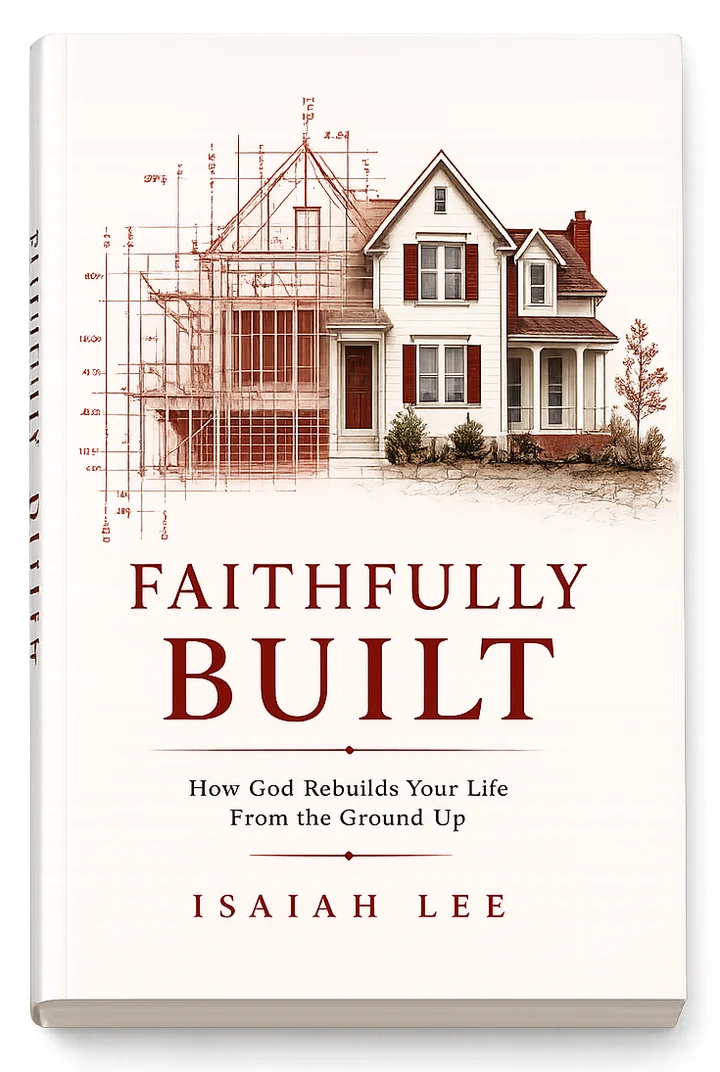 FAITHFULLY
BUILT
How God Rebuilds Your Life
From the Ground Up
ISAIAH LEE